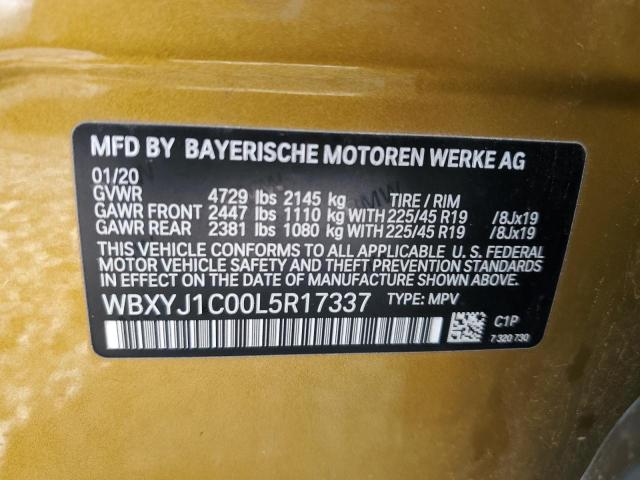 MFD BY BAYERISCHE MOTOREN WERKE AG
01/20
GVWR 4729 lbs 2145 kg TIRE / RIM
GAWR FRONT 2447 lbs 1110 kg WITH 225/45 R19 /8Jx19
GAWR REAR 2381 lbs 1080 kg WITH 225/45 R19 /8Jx19
THIS VEHICLE CONFORMS TO ALL APPLICABLE U. S. FEDERAL
MOTOR VEHICLE SAFETY AND THEFT PREVENTION STANDARDS
IN EFFECT ON THE DATE OF MANUFACTURE SHOWN ABOVE.
WBXYJ1C00L5R17337 TYPE: MPV
C1P
7 320 730